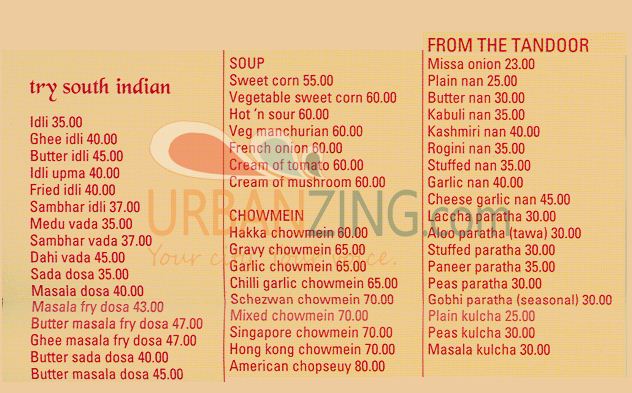 try south indian
Idli 35.00
Ghee idli 40.00
Butter idli 45.00
Idli upma 40.00
Fried idli 40.00
Sambhar idli 37.00
Medu vada 35.00
Sambhar vada 37.00
Dahi vada 45.00
Sada dosa 35.00
Masala dosa 40.00
Masala fry dosa 43.00
Butter masala fry dosa 47.00
Ghee masala fry dosa 47.00
Butter sada dosa 40.00
Butter masala dosa 45.00
SOUP
Sweet corn 55.00
Vegetable sweet corn 60.00
Hot 'n sour 60.00
Veg manchurian 60.00
French onion 60.00
Cream of tomato 60.00
Cream of mushroom 60.00
CHOWMEIN
Hakka chowmein 60.00
Gravy chowmein 65.00
Garlic chowmein 65.00
Chilli garlic chowmein 65.00
Schezwan chowmein 70.00
Mixed chowmein 70.00
Singapore chowmein 70.00
Hong kong chowmein 70.00
American chopseuy 80.00
FROM THE TANDOOR
Missa onion 23.00
Plain nan 25.00
Butter nan 30.00
Kabuli nan 35.00
Kashmiri nan 40.00
Rogini nan 35.00
Stuffed nan 35.00
Garlic nan 40.00
Cheese garlic nan 45.00
Laccha paratha 30.00
Aloo paratha (tawa) 30.00
Stuffed paratha 30.00
Paneer paratha 35.00
Peas paratha 30.00
Gobhi paratha (seasonal) 30.00
Plain kulcha 25.00
Peas kulcha 30.00
Masala kulcha 30.00
URBANZING.com
Your city. Your voice.